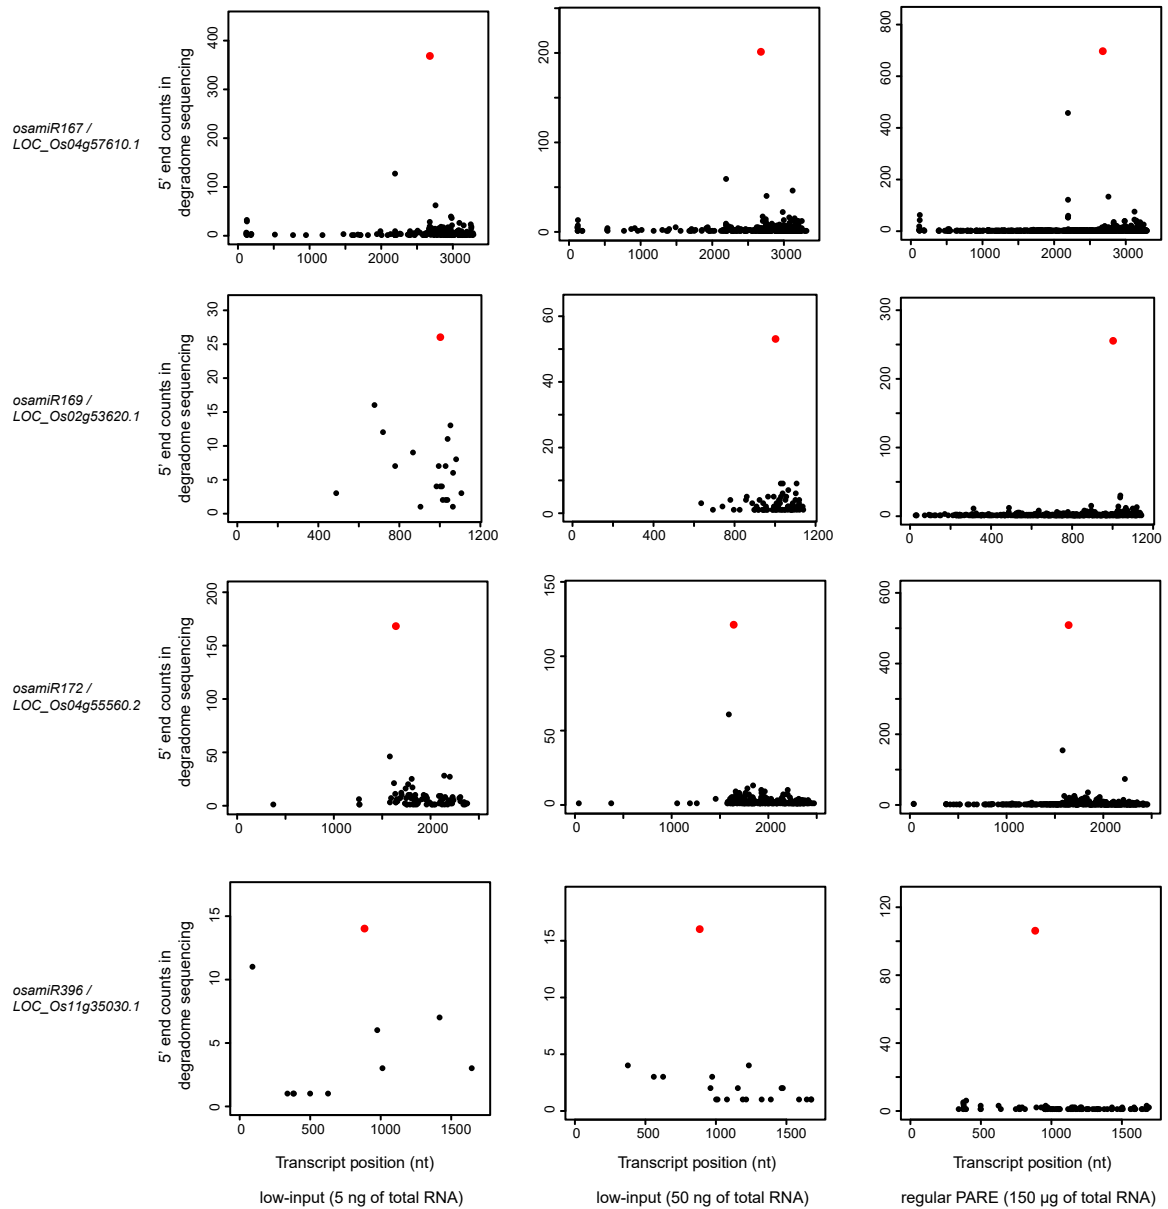 osamiR167 /
LOC_Os04g57610.1
5' end counts in
degradome sequencing
0 100 200 300 400
0 1000 2000 3000
0 100 200
0 1000 2000 3000
0 200 400 600 800
0 1000 2000 3000
osamiR169 /
LOC_Os02g53620.1
5' end counts in
degradome sequencing
0 5 10 15 20 25 30
0 400 800 1200
0 20 40 60
0 400 800 1200
0 100 200 300
0 400 800 1200
osamiR172 /
LOC_Os04g55560.2
5' end counts in
degradome sequencing
0 50 100 150 200
0 1000 2000
0 50 100 150
0 1000 2000
0 200 400 600
0 1000 2000
osamiR396 /
LOC_Os11g35030.1
5' end counts in
degradome sequencing
0 5 10 15
0 500 1000 1500
0 5 10 15
0 500 1000 1500
0 20 40 60 80 120
0 500 1000 1500
Transcript position (nt) Transcript position (nt) Transcript position (nt)
low-input (5 ng of total RNA) low-input (50 ng of total RNA) regular PARE (150 µg of total RNA)